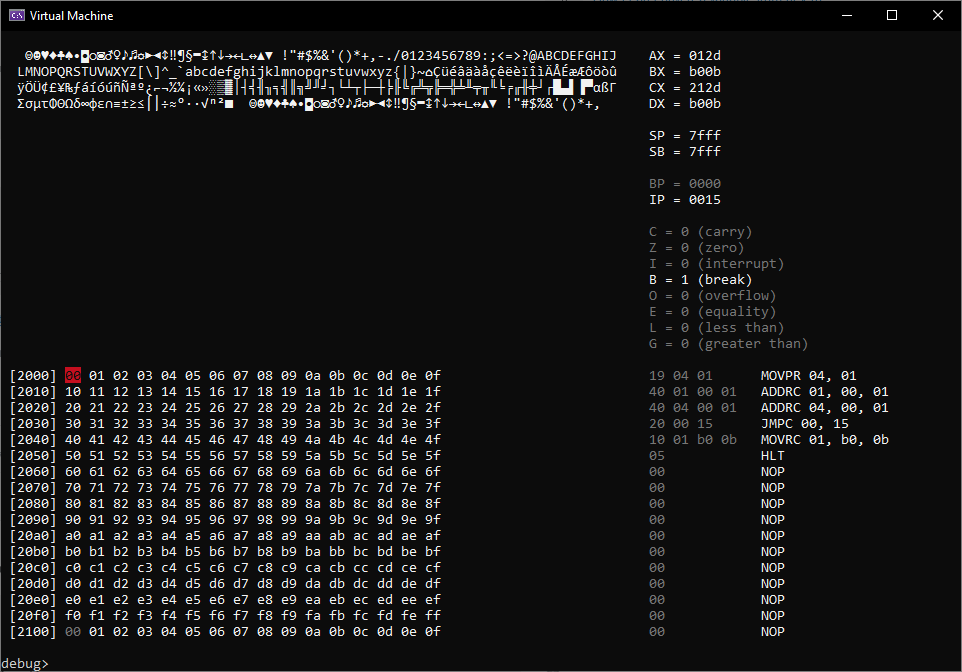 Virtual Machine
☺☻♥♦♣♠•◘○◙♂♀♪♫☼►◄↕‼¶§▬↨↑↓→←∟↔▲▼ !"#$%&'()*+,-./0123456789:;<=>?@ABCDEFGHIJ AX = 012d
LMNOPQRSTUVWXYZ[\]^_`abcdefghijklmnopqrstuvwxyz{|}~⌂ÇüéâäàåçêëèïîìÄÅÉæÆôöòû BX = b00b
ÿÖÜ¢£¥₧ƒáíóúñÑªº¿⌐¬½¼¡«»░▒▓│┤╡╢╖╕╣║╗╝╜╛┐└┴┬├─┼╞╟╚╔╩╦╠═╬╧╨╤╥╙╘╒╓╫╪┘┌█▄▌▐▀αßΓ CX = 212d
ΣσµτΦΘΩδ∞φε∩≡±≥≤⌠⌡÷≈°∙·√ⁿ²■ ☺☻♥♦♣♠•◘○◙♂♀♪♫☼►◄↕‼¶§▬↨↑↓→←∟↔▲▼ !"#$%&'()*+, DX = b00b
SP = 7fff
SB = 7fff
BP = 0000
IP = 0015
C = 0 (carry)
Z = 0 (zero)
I = 0 (interrupt)
B = 1 (break)
O = 0 (overflow)
E = 0 (equality)
L = 0 (less than)
G = 0 (greater than)
[2000] 00 01 02 03 04 05 06 07 08 09 0a 0b 0c 0d 0e 0f 19 04 01 MOVPR 04, 01
[2010] 10 11 12 13 14 15 16 17 18 19 1a 1b 1c 1d 1e 1f 40 01 00 01 ADDRC 01, 00, 01
[2020] 20 21 22 23 24 25 26 27 28 29 2a 2b 2c 2d 2e 2f 40 04 00 01 ADDRC 04, 00, 01
[2030] 30 31 32 33 34 35 36 37 38 39 3a 3b 3c 3d 3e 3f 20 00 15 JMPC 00, 15
[2040] 40 41 42 43 44 45 46 47 48 49 4a 4b 4c 4d 4e 4f 10 01 b0 0b MOVRC 01, b0, 0b
[2050] 50 51 52 53 54 55 56 57 58 59 5a 5b 5c 5d 5e 5f 05 HLT
[2060] 60 61 62 63 64 65 66 67 68 69 6a 6b 6c 6d 6e 6f 00 NOP
[2070] 70 71 72 73 74 75 76 77 78 79 7a 7b 7c 7d 7e 7f 00 NOP
[2080] 80 81 82 83 84 85 86 87 88 89 8a 8b 8c 8d 8e 8f 00 NOP
[2090] 90 91 92 93 94 95 96 97 98 99 9a 9b 9c 9d 9e 9f 00 NOP
[20a0] a0 a1 a2 a3 a4 a5 a6 a7 a8 a9 aa ab ac ad ae af 00 NOP
[20b0] b0 b1 b2 b3 b4 b5 b6 b7 b8 b9 ba bb bc bd be bf 00 NOP
[20c0] c0 c1 c2 c3 c4 c5 c6 c7 c8 c9 ca cb cc cd ce cf 00 NOP
[20d0] d0 d1 d2 d3 d4 d5 d6 d7 d8 d9 da db dc dd de df 00 NOP
[20e0] e0 e1 e2 e3 e4 e5 e6 e7 e8 e9 ea eb ec ed ee ef 00 NOP
[20f0] f0 f1 f2 f3 f4 f5 f6 f7 f8 f9 fa fb fc fd fe ff 00 NOP
[2100] 00 01 02 03 04 05 06 07 08 09 0a 0b 0c 0d 0e 0f 00 NOP
debug>